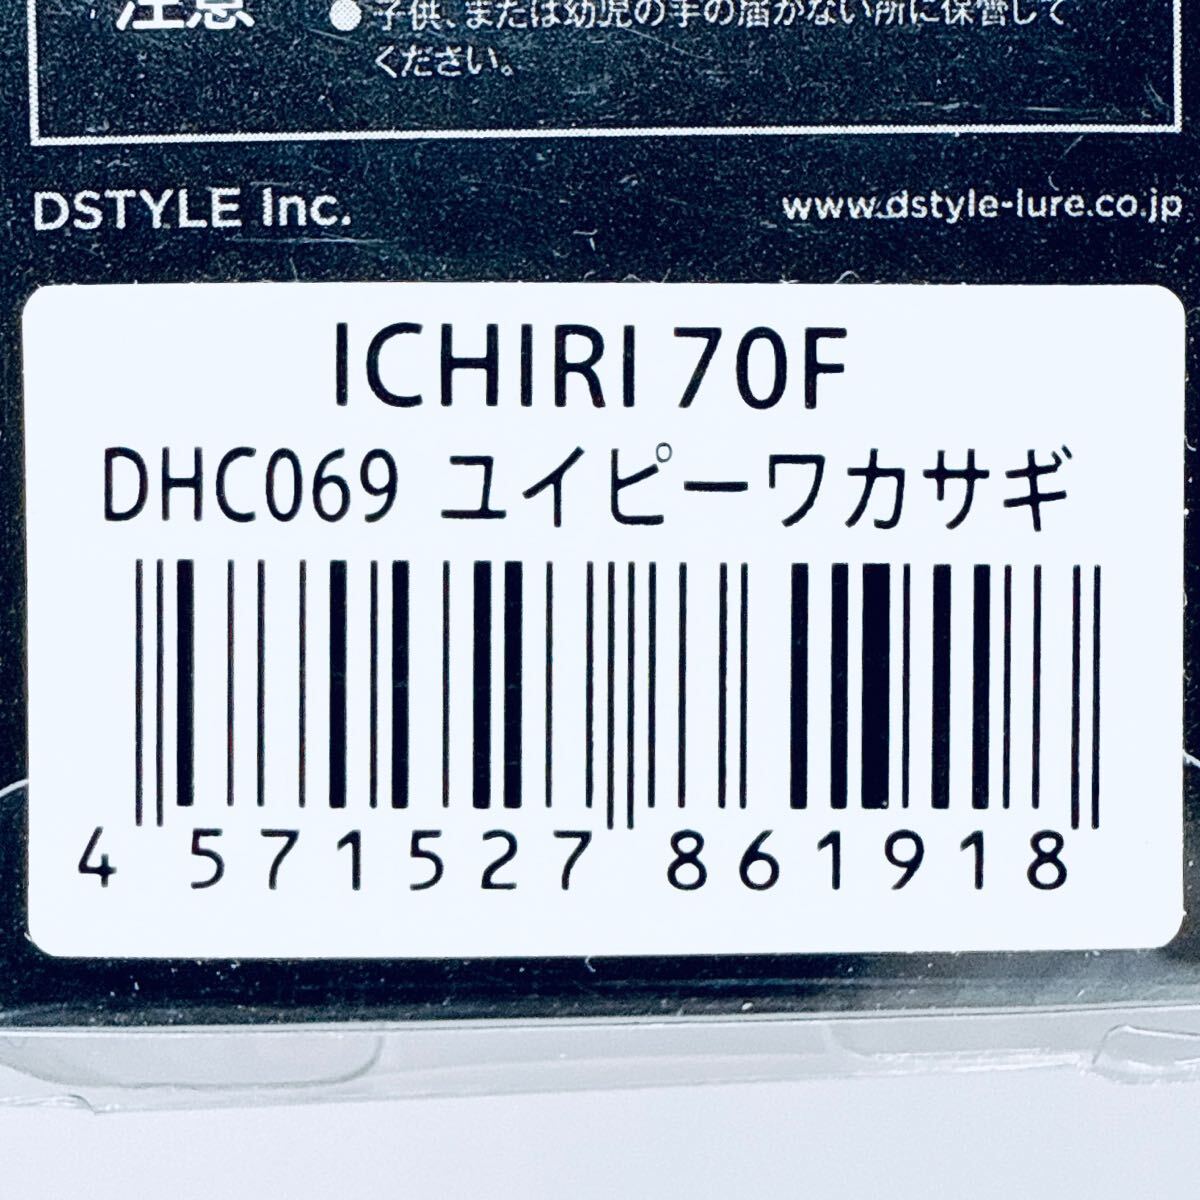 注意
● 子供、または幼児の手の届かない所に保管して
ください。
DSTYLE Inc.
www.dstyle-lure.co.jp
ICHIRI 70F
DHC069 ユイピーワカサギ
4 571527 861918